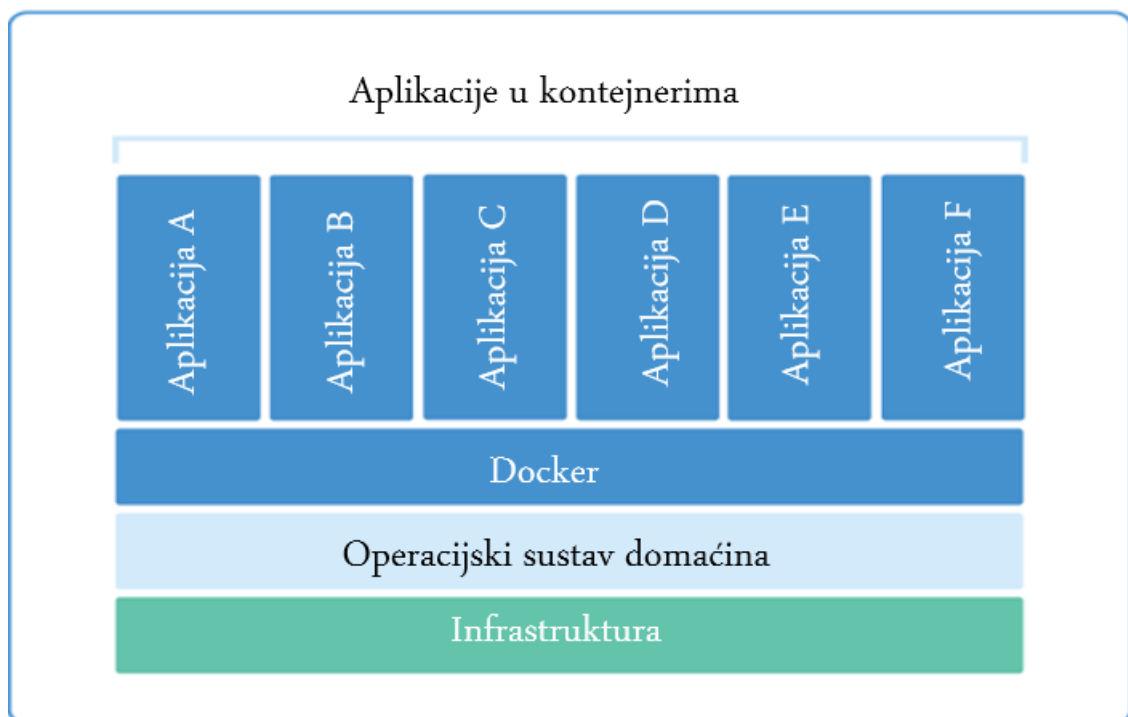 Aplikacije u kontejnerima
Aplikacija A
Aplikacija B
Aplikacija C
Aplikacija D
Aplikacija E
Aplikacija F
Docker
Operacijski sustav domaćina
Infrastruktura